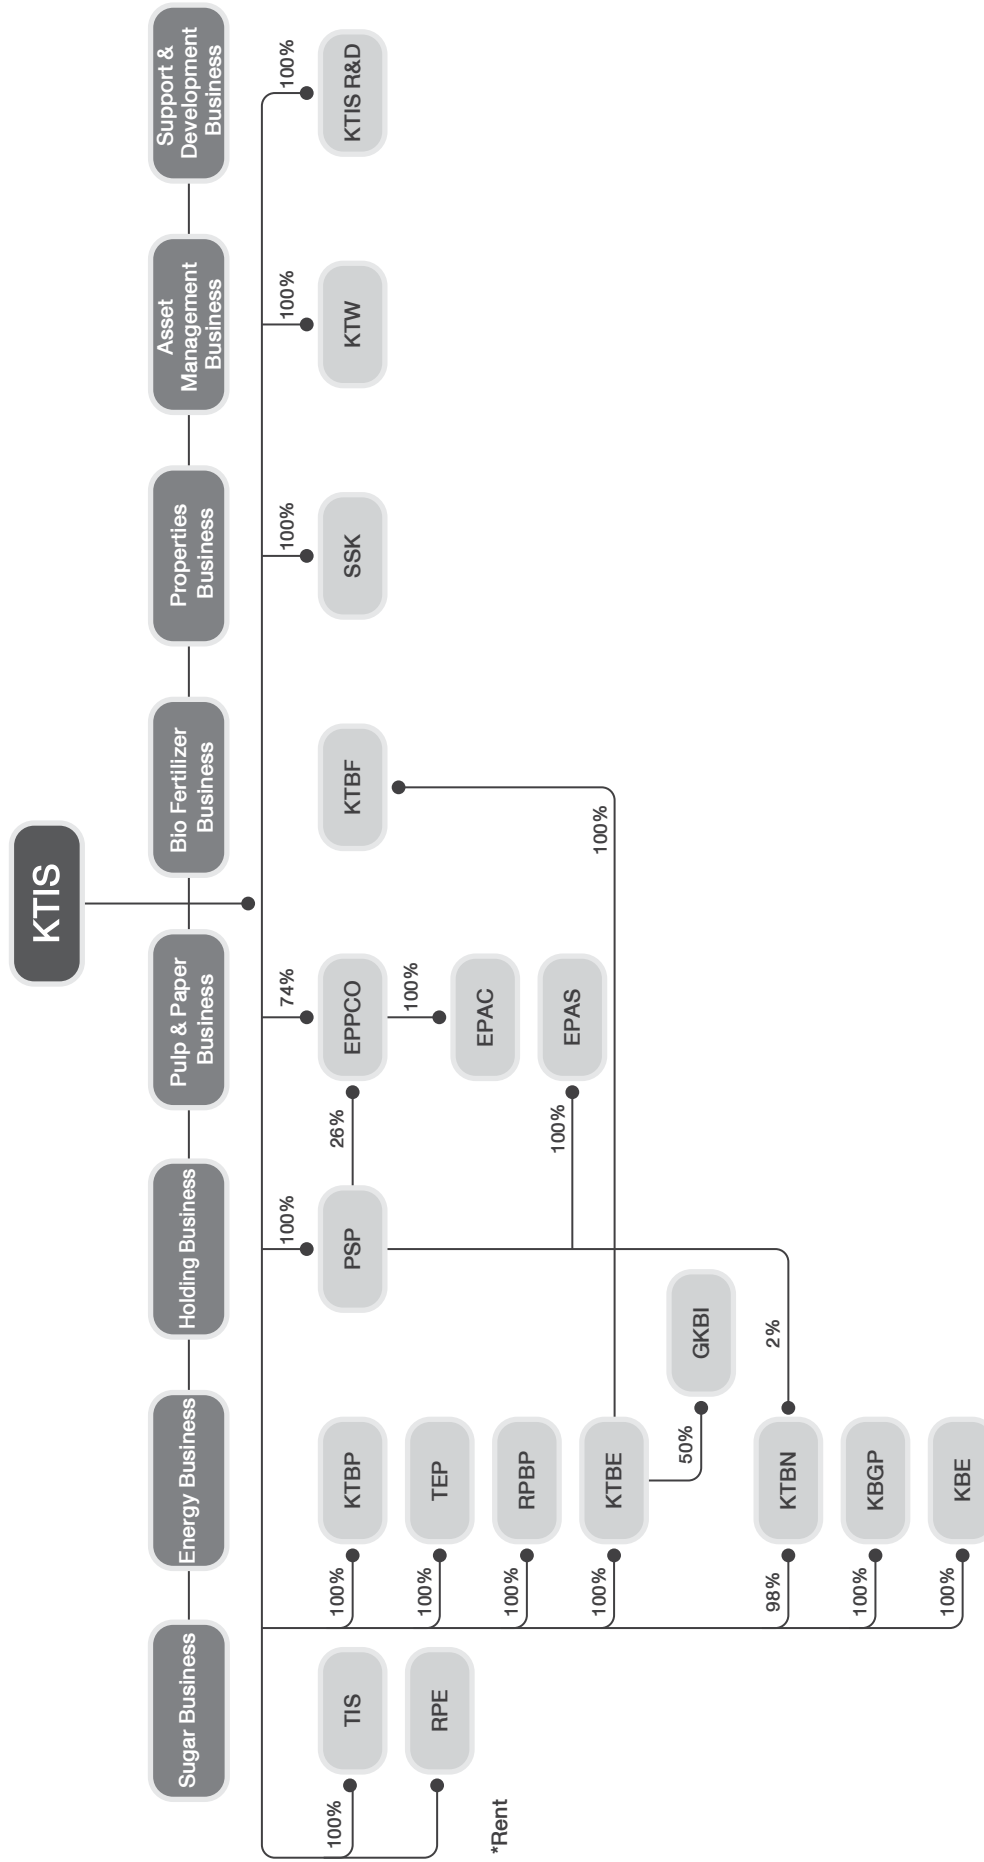 KTIS
Sugar Business
Energy Business
Holding Business
Pulp & Paper
Business
Bio Fertilizer
Business
Properties
Business
Asset
Management
Business
Support &
Development
Business
100%
TIS
RPE
*Rent
100%
KTBP
100%
TEP
100%
RPBP
100%
KTBE
50%
GKBI
98%
KTBN
2%
100%
KBGP
100%
KBE
100%
PSP
26%
74%
EPPCO
100%
EPAC
100%
EPAS
100%
KTBF
100%
SSK
100%
KTW
100%
KTIS R&D